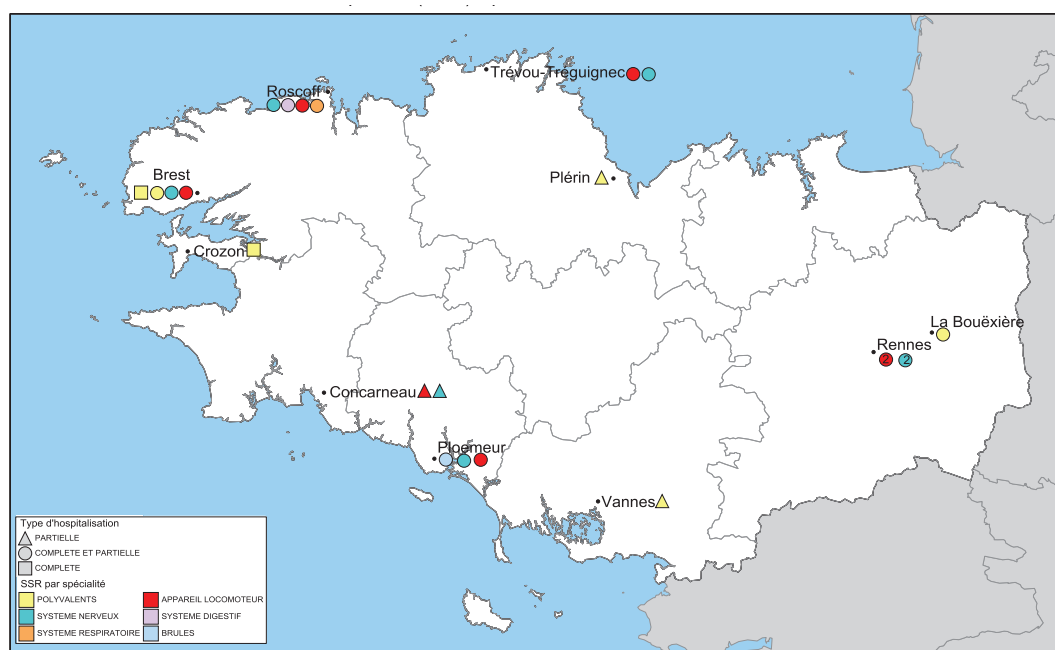 Trévou-Tréguignec
Roscoff
Brest
Plérin
Crozon
La Bouëxière
Rennes
2 2
Concarneau
Ploemeur
Vannes
Type d'hospitalisation
PARTIELLE
COMPLETE ET PARTIELLE
COMPLETE
SSR par spécialité
POLYVALENTS APPAREIL LOCOMOTEUR
SYSTEME NERVEUX SYSTEME DIGESTIF
SYSTEME RESPIRATOIRE BRULES